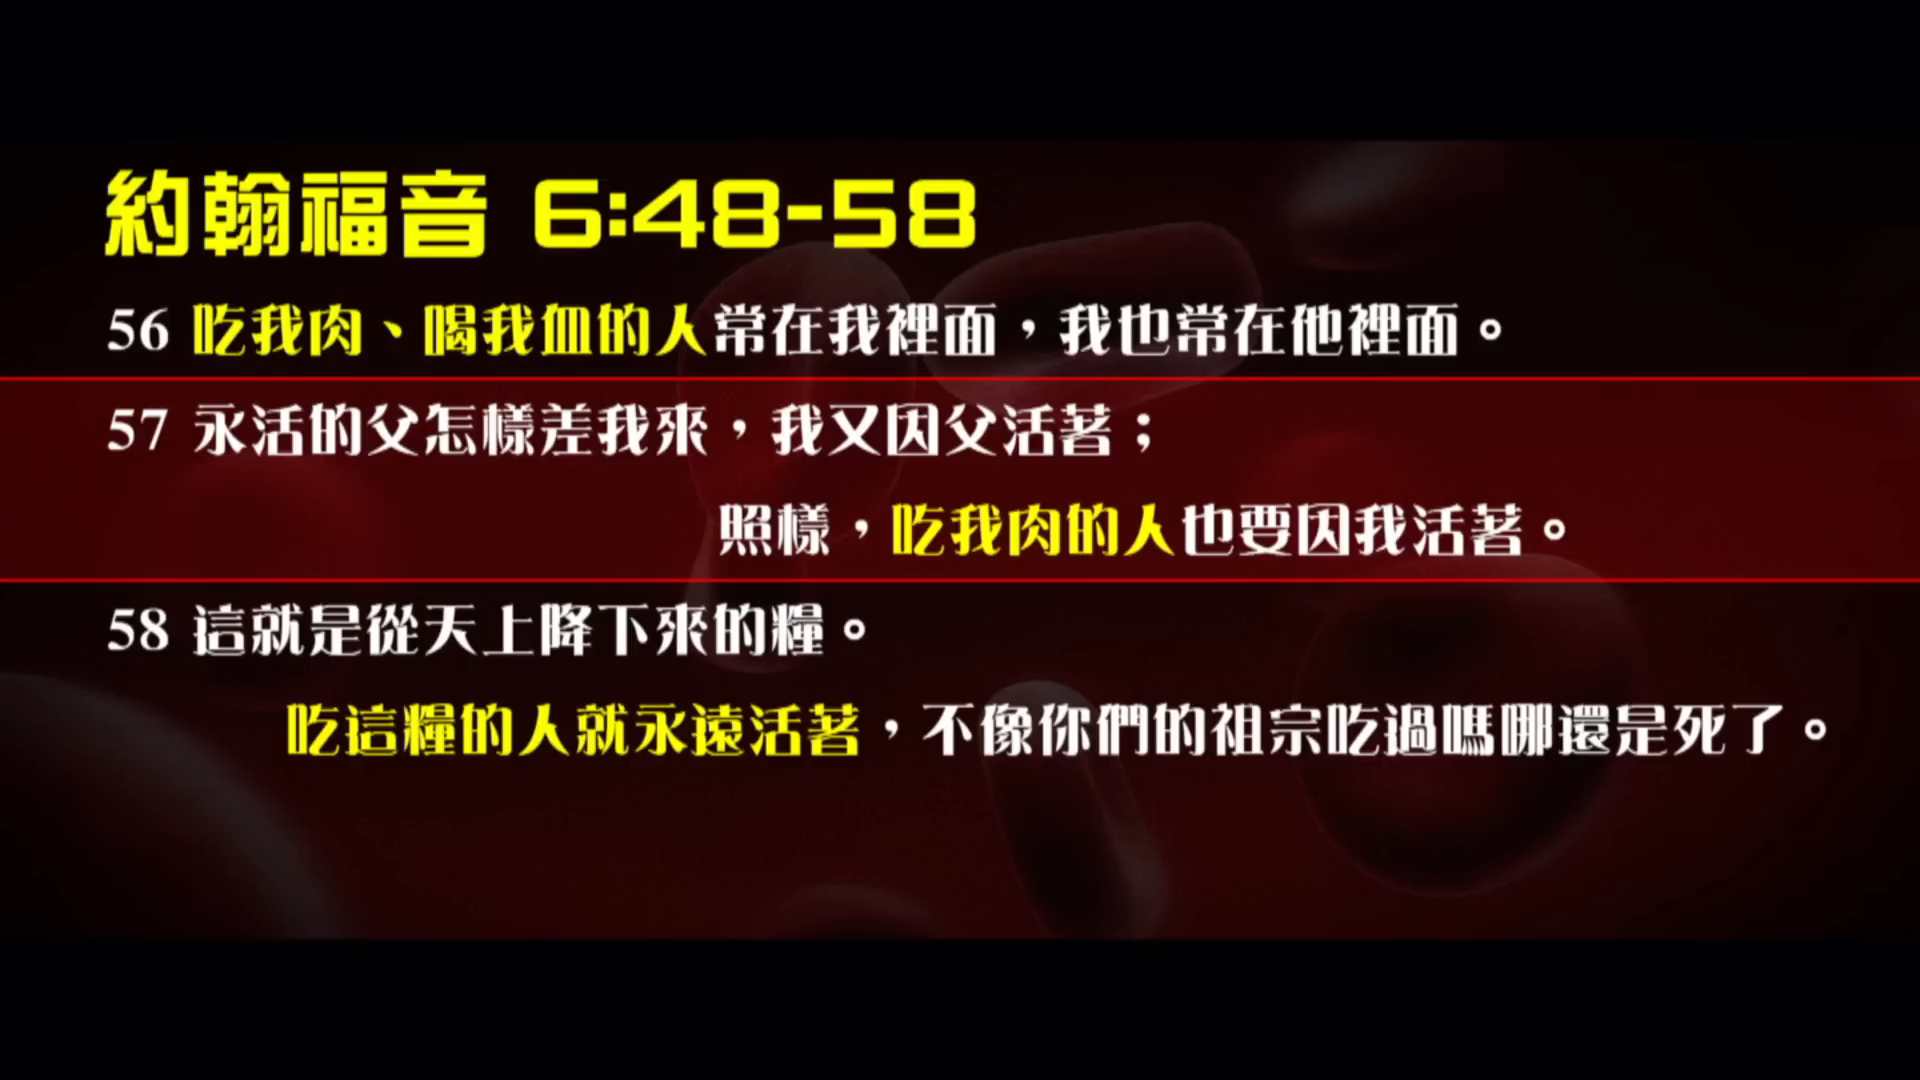 約翰福音 6:48-58
56 吃我肉、喝我血的人常在我裡面，我也常在他裡面。
57 永活的父怎樣差我來，我又因父活著；
照樣，吃我肉的人也要因我活著。
58 這就是從天上降下來的糧。
吃這糧的人就永遠活著，不像你們的祖宗吃過嗎哪還是死了。